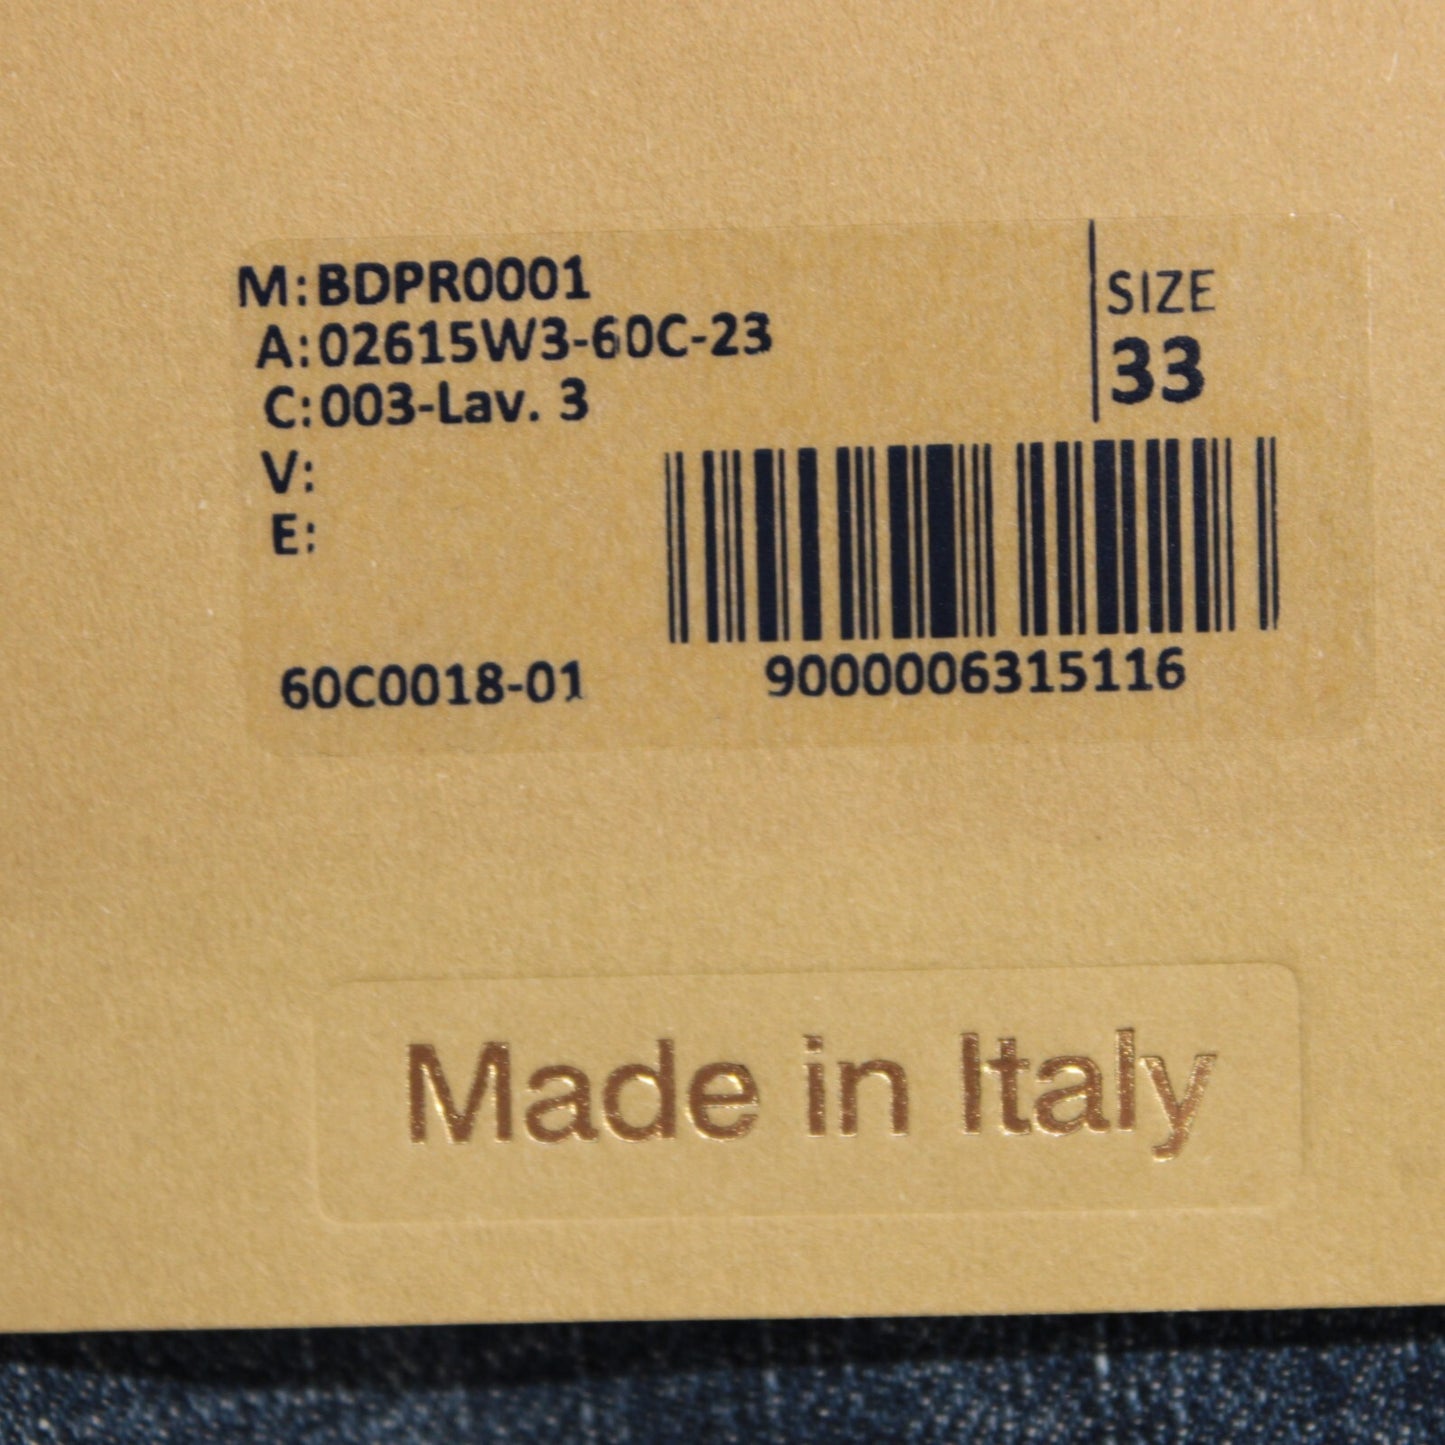 M:BDPR0001
A:02615W3-60C-23
C:003-Lav. 3
V:
E:
SIZE
33
60C0018-01
9000006315116
Made in Italy